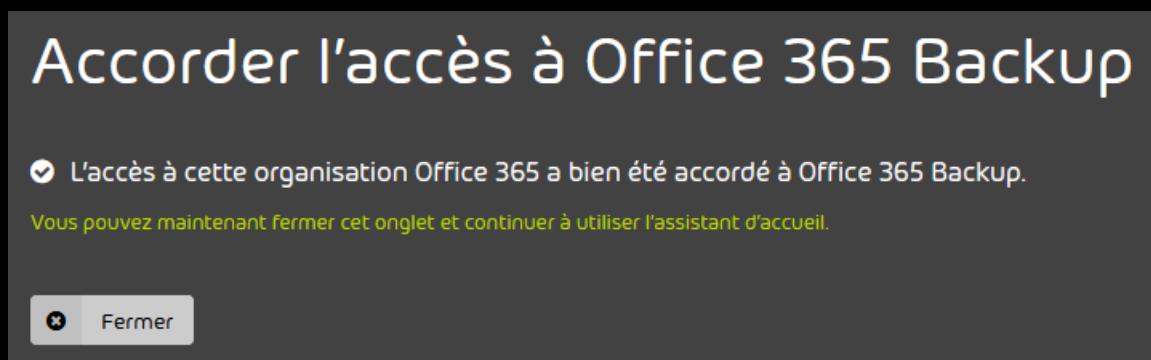 Accorder l'accès à Office 365 Backup
L'accès à cette organisation Office 365 a bien été accordé à Office 365 Backup.
Vous pouvez maintenant fermer cet onglet et continuer à utiliser l'assistant d'accueil.
Fermer